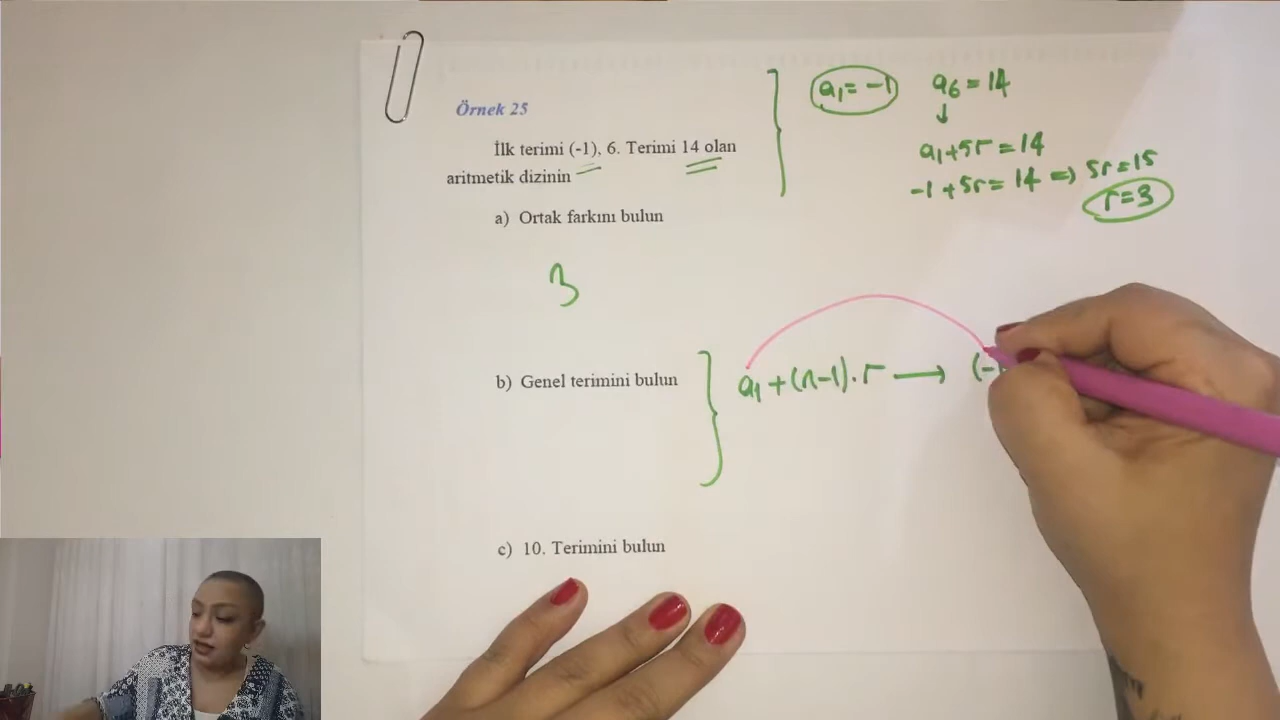 Örnek 25
İlk terimi (-1), 6. Terimi 14 olan
aritmetik dizinin
a) Ortak farkını bulun
3
b) Genel terimini bulun
c) 10. Terimini bulun
a₁ = -1
a₆ = 14
↓
a₁+5r = 14
-1+5r = 14 ⇒ 5r=15
r=3
a₁+(n-1).r → (-1